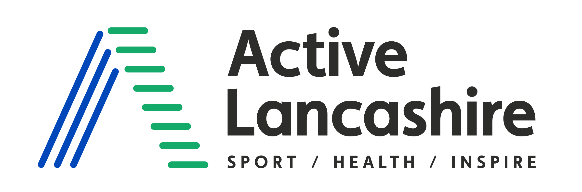 Active
Lancashire
SPORT / HEALTH / INSPIRE